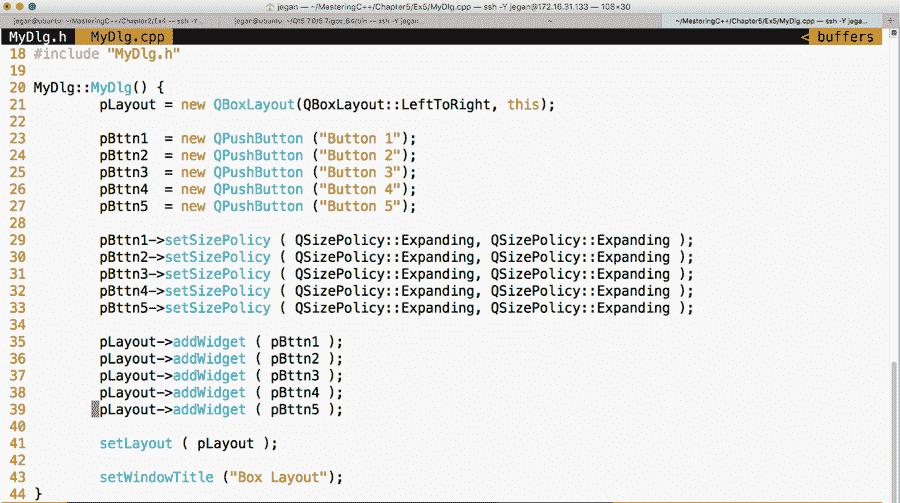 jegan — ~/MasteringC++/Chapter5/Ex5/MyDlg.cpp — ssh -Y jegan@172.16.31.133 — 108×30
jegan@ubuntu: ~/MasteringC++/Chapter2/Ex4 — ssh -Y ... jegan@ubuntu: — bin — ssh -Y jegan... ~ ~/MasteringC++/Chapter5/Ex5/MyDlg.cpp — ssh -Y jega... +
MyDlg.h MyDlg.cpp < buffers
18 #include "MyDlg.h"
19
20 MyDlg::MyDlg() {
21 pLayout = new QBoxLayout(QBoxLayout::LeftToRight, this);
22
23 pBttn1 = new QPushButton ("Button 1");
24 pBttn2 = new QPushButton ("Button 2");
25 pBttn3 = new QPushButton ("Button 3");
26 pBttn4 = new QPushButton ("Button 4");
27 pBttn5 = new QPushButton ("Button 5");
28
29 pBttn1->setSizePolicy ( QSizePolicy::Expanding, QSizePolicy::Expanding );
30 pBttn2->setSizePolicy ( QSizePolicy::Expanding, QSizePolicy::Expanding );
31 pBttn3->setSizePolicy ( QSizePolicy::Expanding, QSizePolicy::Expanding );
32 pBttn4->setSizePolicy ( QSizePolicy::Expanding, QSizePolicy::Expanding );
33 pBttn5->setSizePolicy ( QSizePolicy::Expanding, QSizePolicy::Expanding );
34
35 pLayout->addWidget ( pBttn1 );
36 pLayout->addWidget ( pBttn2 );
37 pLayout->addWidget ( pBttn3 );
38 pLayout->addWidget ( pBttn4 );
39 pLayout->addWidget ( pBttn5 );
40
41 setLayout ( pLayout );
42
43 setWindowTitle ("Box Layout");
44 }